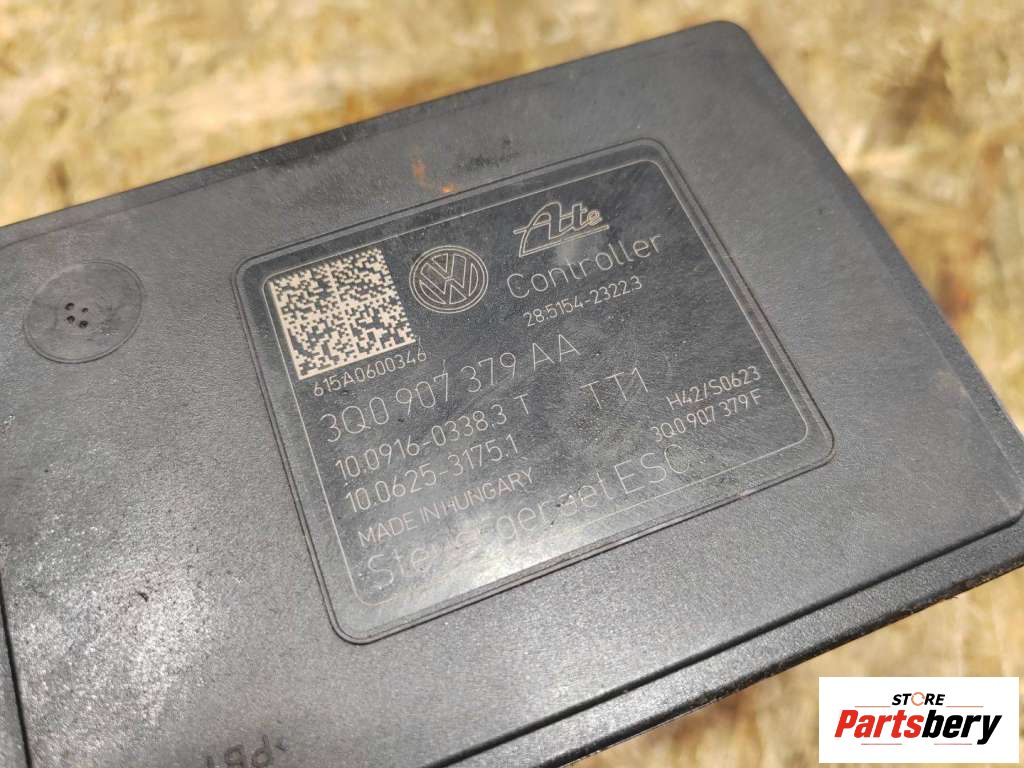 Ate
Controller
28.5154-2322.3
615A0600346
3Q0 907 379 AA
10.0916-0338.3 T
TT1
H42/S0623
10.0625-3175.1
3Q0 907 379 F
MADE IN HUNGARY
Steuergeraet ESC
STORE
Partsbery